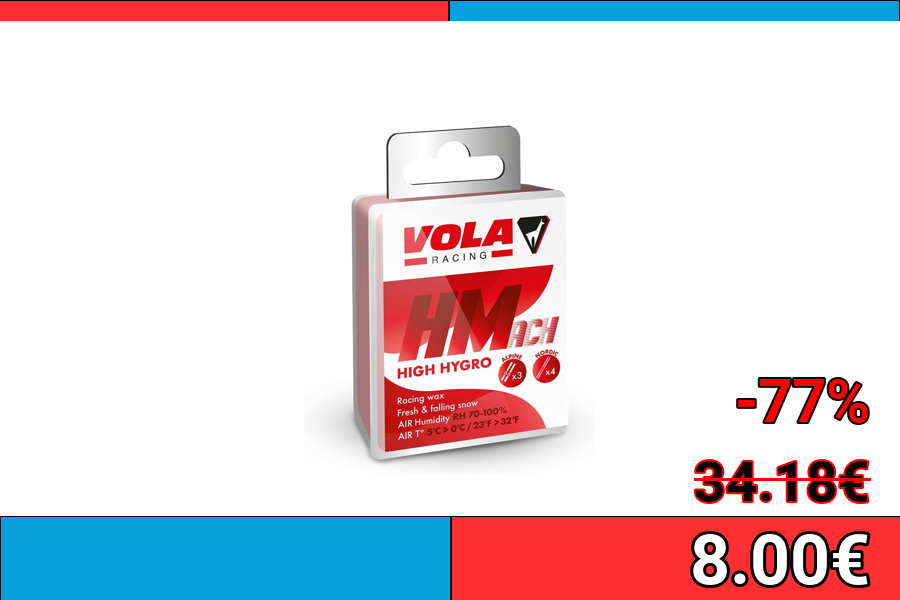 VOLA
RACING
HMACH
HIGH HYGRO
ALPINE
x3
NORDIC
x4
Racing wax
Fresh & falling snow
AIR Humidity RH 70-100%
AIR T° -5°C > 0°C / 23°F > 32°F
-77%
34.18€
8.00€